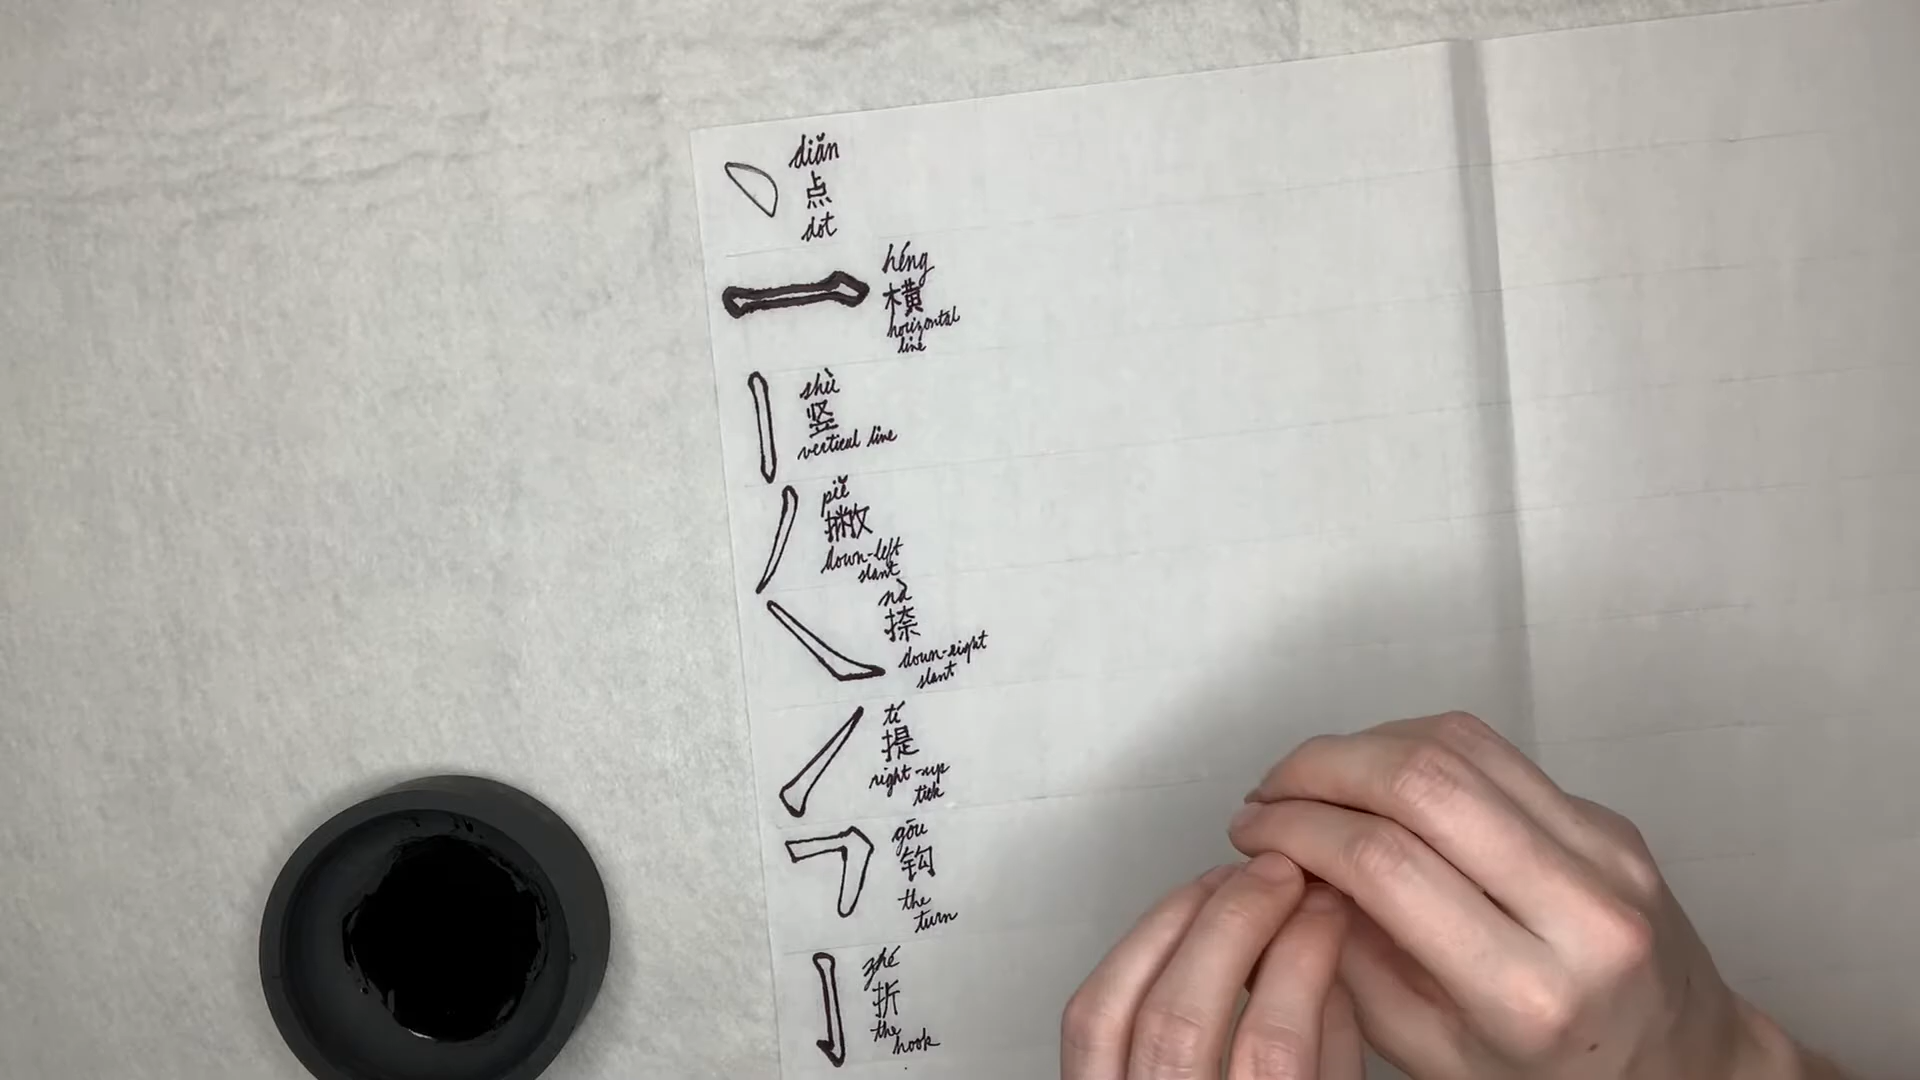 diǎn
点
dot
héng
横
horizontal
line
shù
竖
vertical line
piě
撇
down-left
slant
nà
捺
down-right
slant
tí
提
right-up
tick
gōu
钩
the
turn
zhé
折
the
hook